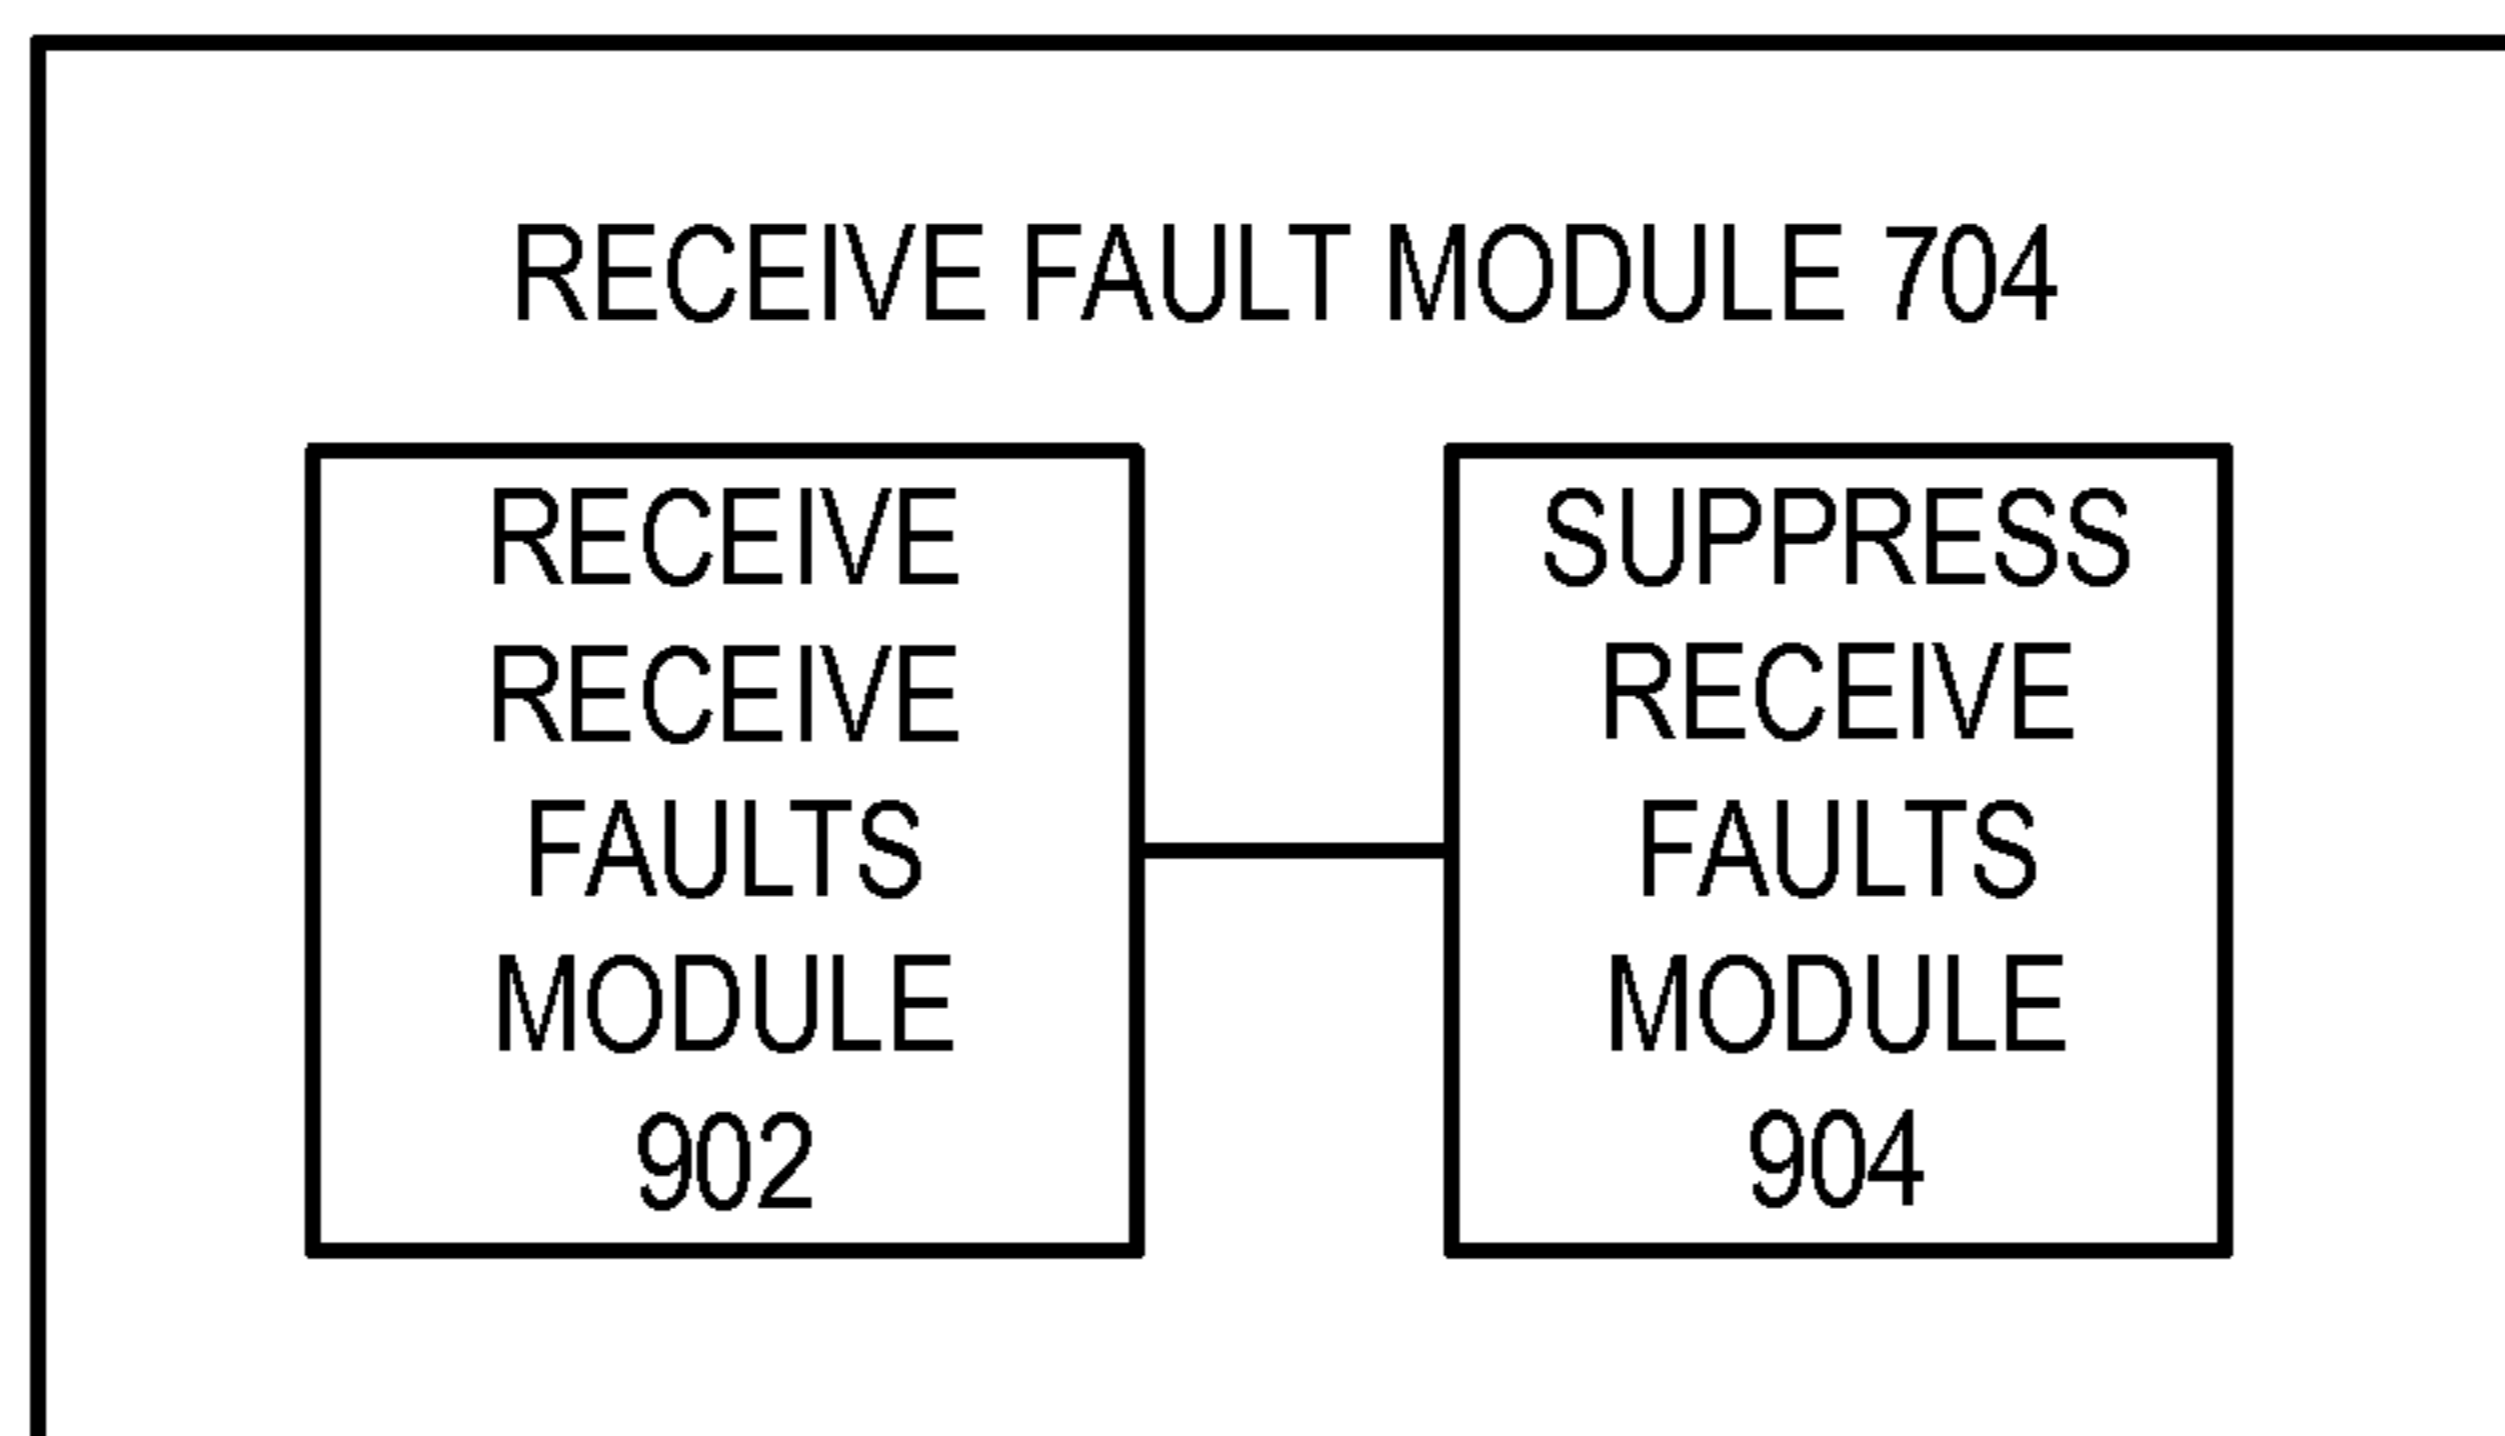 RECEIVE FAULT MODULE 704
RECEIVE
RECEIVE
FAULTS
MODULE
902
SUPPRESS
RECEIVE
FAULTS
MODULE
904